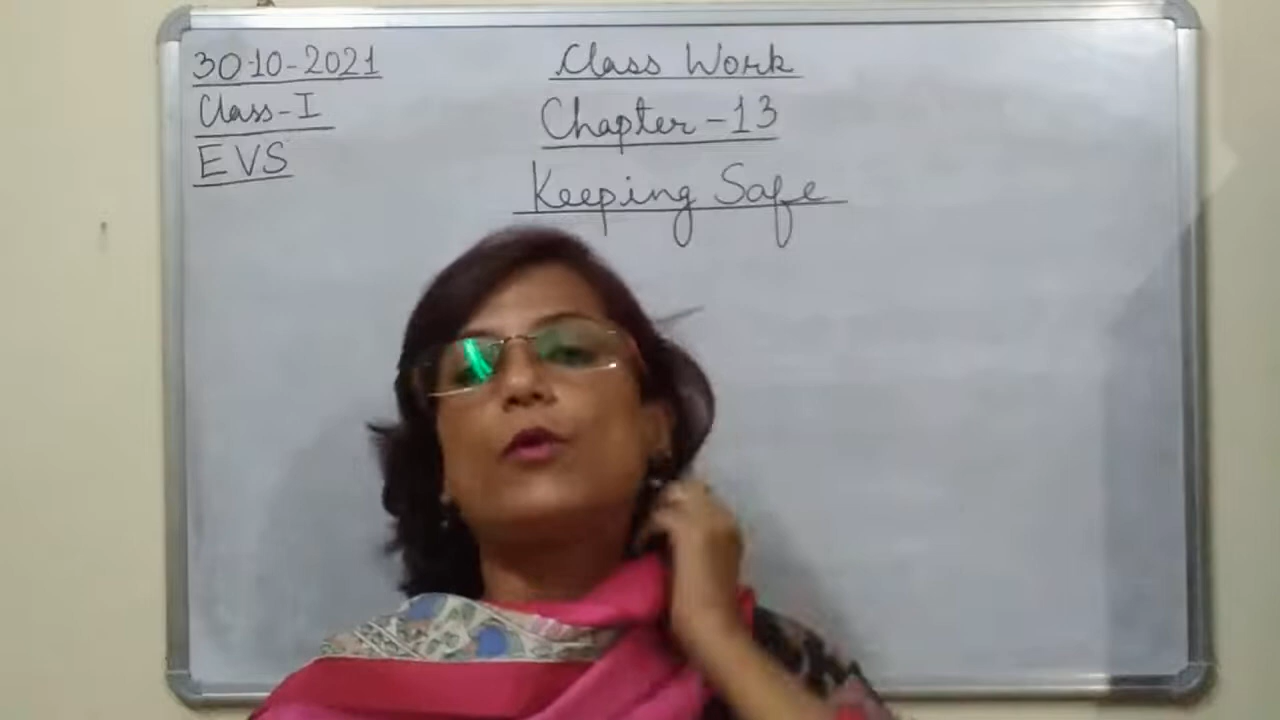 30-10-2021
Class-I
EVS
Class Work
Chapter-13
Keeping Safe